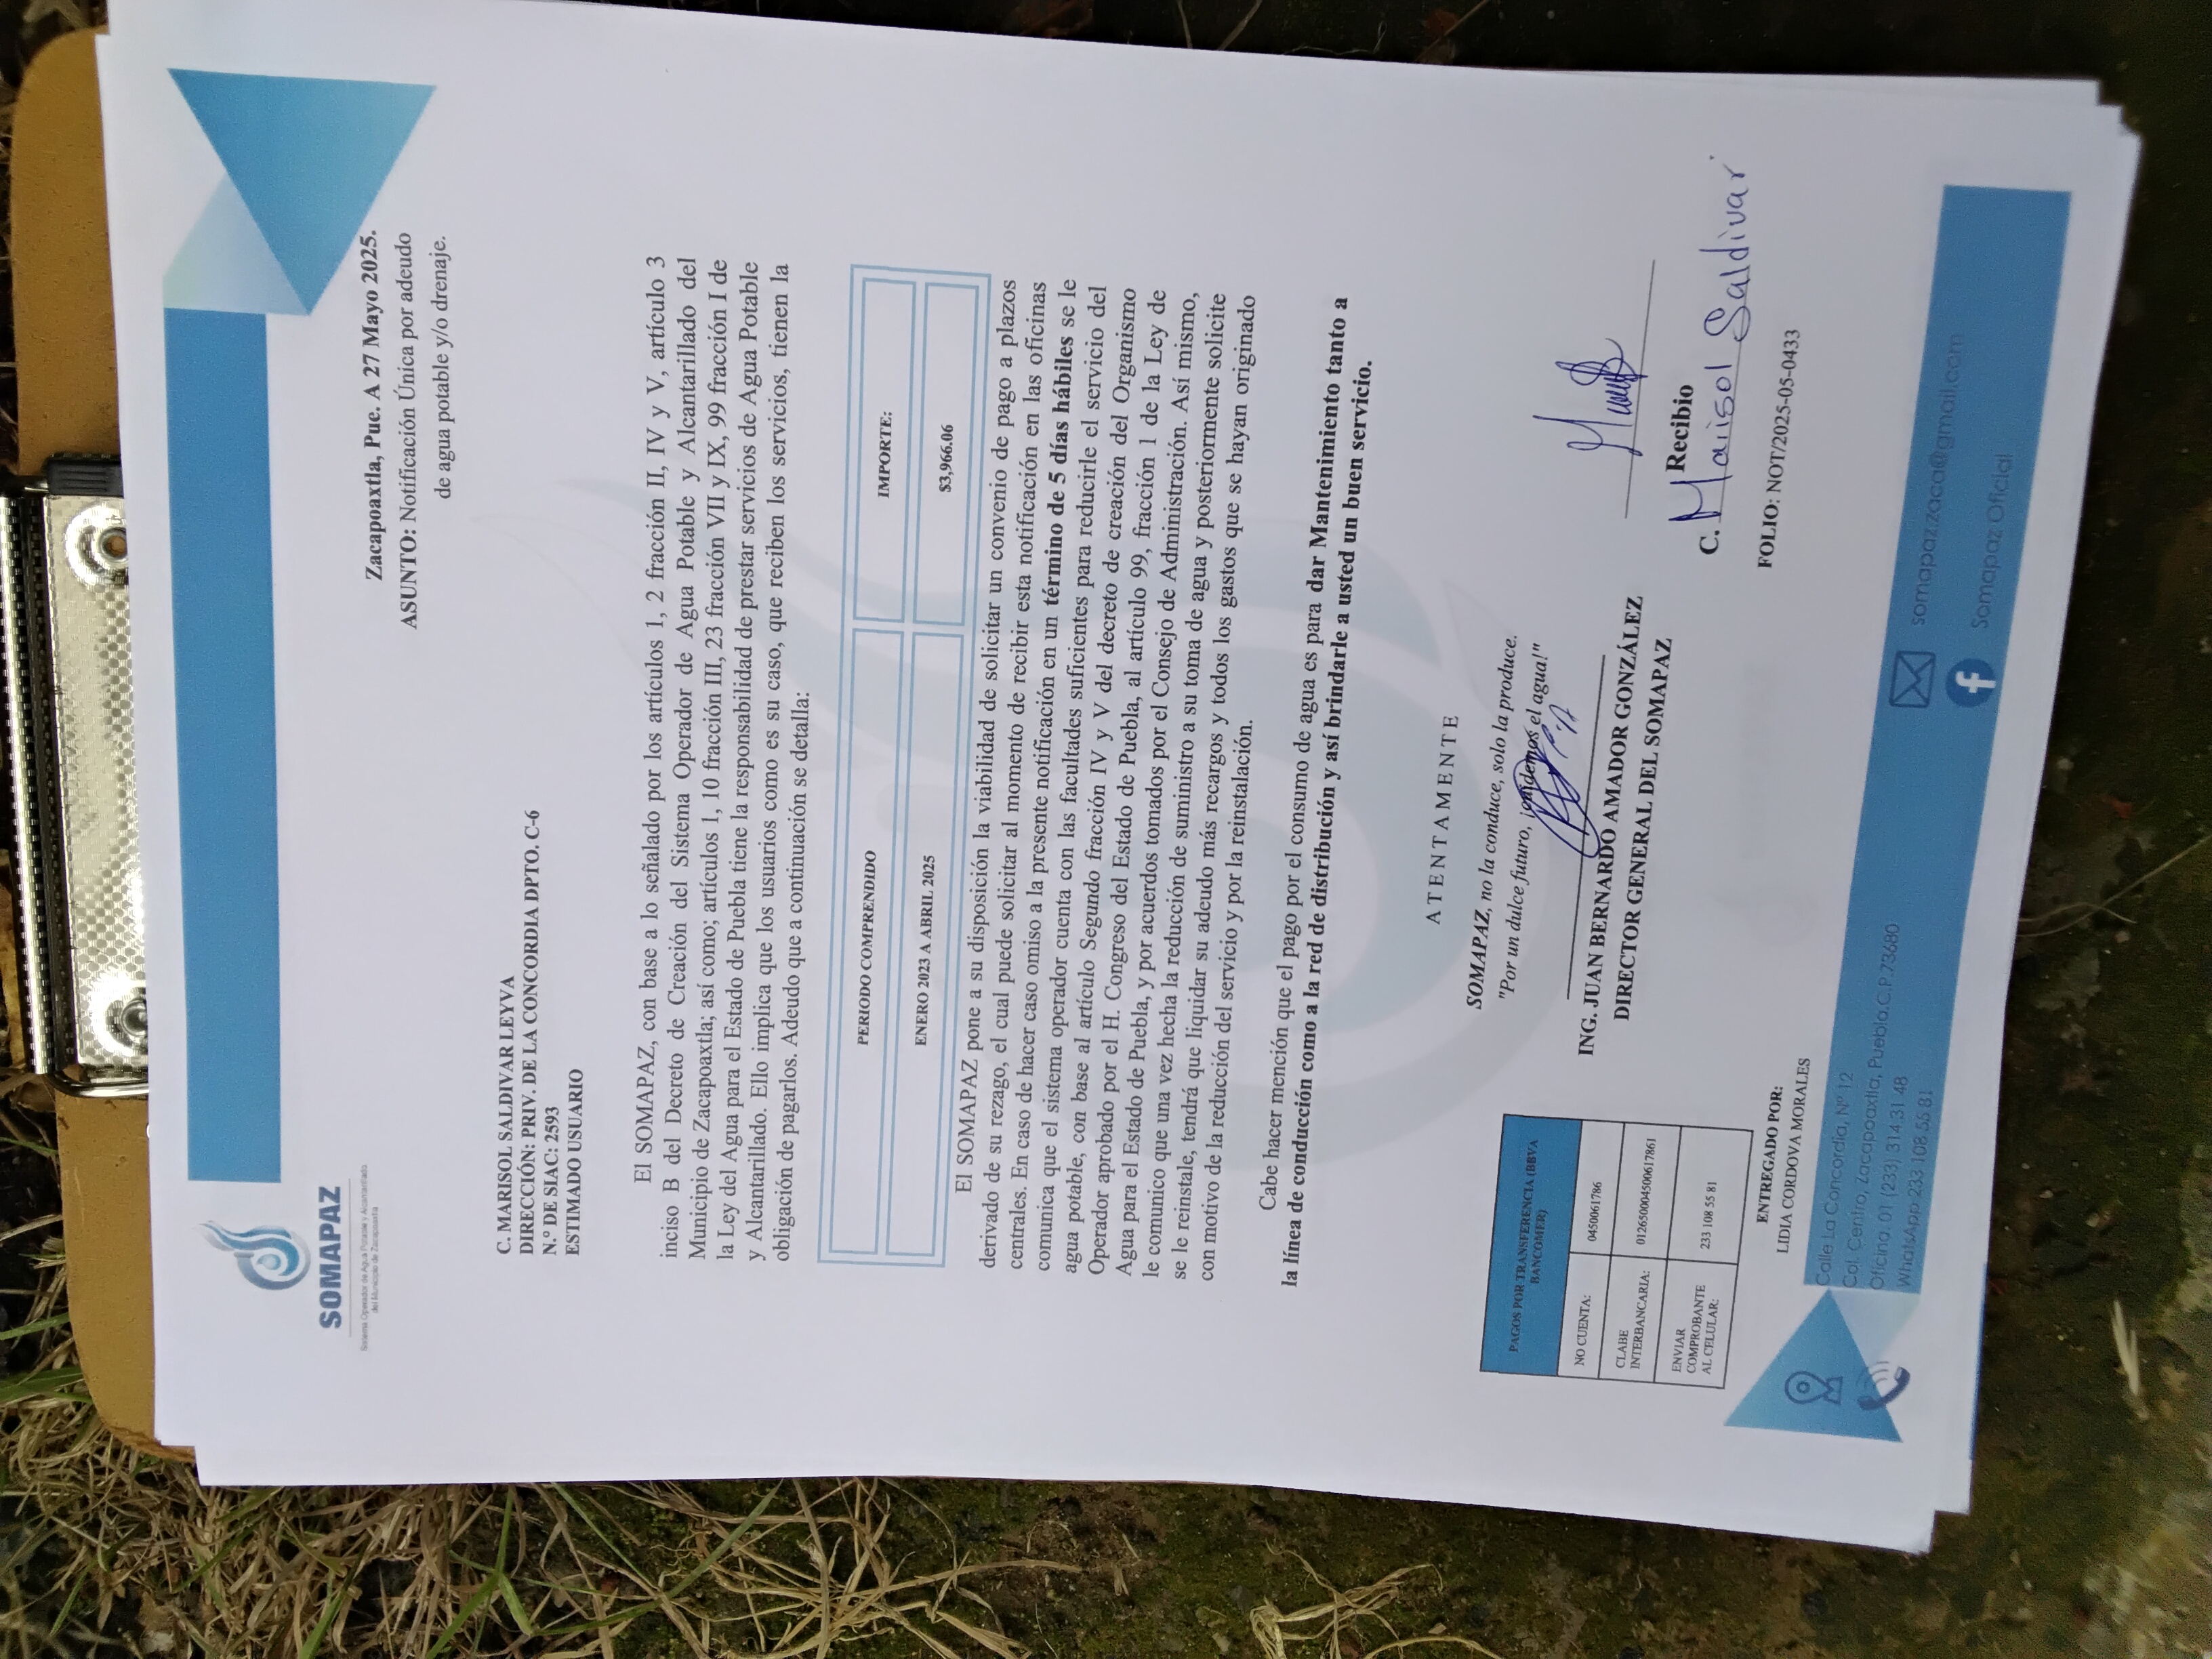 SOMAPAZ
Sistema Operador de Agua Potable y Alcantarillado
del Municipio de Zacapoaxtla
Zacapoaxtla, Pue. A 27 Mayo 2025.
ASUNTO: Notificación Única por adeudo
de agua potable y/o drenaje.
C. MARISOL SALDIVAR LEYVA
DIRECCIÓN: PRIV. DE LA CONCORDIA DPTO. C-6
N.º DE SIAC: 2593
ESTIMADO USUARIO
El SOMAPAZ, con base a lo señalado por los artículos 1, 2 fracción II, IV y V, artículo 3
inciso B del Decreto de Creación del Sistema Operador de Agua Potable y Alcantarillado del
Municipio de Zacapoaxtla; así como; artículos 1, 10 fracción III, 23 fracción VII y IX, 99 fracción I de
la Ley del Agua para el Estado de Puebla tiene la responsabilidad de prestar servicios de Agua Potable
y Alcantarillado. Ello implica que los usuarios como es su caso, que reciben los servicios, tienen la
obligación de pagarlos. Adeudo que a continuación se detalla:
PERIODO COMPRENDIDO
IMPORTE:
ENERO 2023 A ABRIL 2025
$3,966.06
El SOMAPAZ pone a su disposición la viabilidad de solicitar un convenio de pago a plazos
derivado de su rezago, el cual puede solicitar al momento de recibir esta notificación en las oficinas
centrales. En caso de hacer caso omiso a la presente notificación en un término de 5 días hábiles se le
comunica que el sistema operador cuenta con las facultades suficientes para reducirle el servicio del
agua potable, con base al artículo Segundo fracción IV y V del decreto de creación del Organismo
Operador aprobado por el H. Congreso del Estado de Puebla, al artículo 99, fracción 1 de la Ley de
Agua para el Estado de Puebla, y por acuerdos tomados por el Consejo de Administración. Así mismo,
le comunico que una vez hecha la reducción de suministro a su toma de agua y posteriormente solicite
se le reinstale, tendrá que liquidar su adeudo más recargos y todos los gastos que se hayan originado
con motivo de la reducción del servicio y por la reinstalación.
Cabe hacer mención que el pago por el consumo de agua es para dar Mantenimiento tanto a
la línea de conducción como a la red de distribución y así brindarle a usted un buen servicio.
ATENTAMENTE
SOMAPAZ, no la conduce, solo la produce.
"Por un dulce futuro, ¡cuidemos el agua!"
ING. JUAN BERNARDO AMADOR GONZÁLEZ
DIRECTOR GENERAL DEL SOMAPAZ
PAGOS POR TRANSFERENCIA (BBVA
BANCOMER)
NO CUENTA:
0450061786
CLABE
INTERBANCARIA:
012650004500617861
ENVIAR
COMPROBANTE
AL CELULAR:
233 108 55 81
Recibio
C. Marisol Saldivar
FOLIO: NOT/2025-05-0433
ENTREGADO POR:
LIDIA CORDOVA MORALES
Calle La Concordia, Nº 12
Col. Centro, Zacapoaxtla, Puebla.C.P.73680
Oficina. 01 (233) 314 31 48
WhatsApp 233 108 55 81
somapaz.zaca@gmail.com
Somapaz Oficial